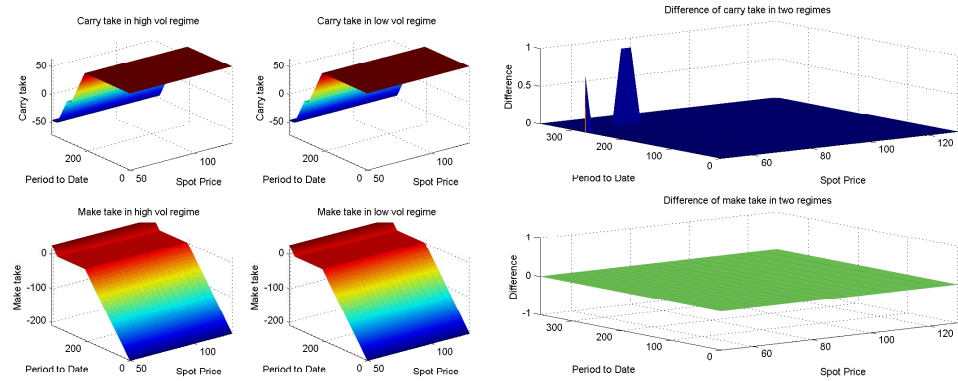 Carry take in high vol regime
50
0
-50
Carry take
200
0
50
100
Period to Date
Spot Price
Carry take in low vol regime
50
0
-50
Carry take
200
0
50
100
Period to Date
Spot Price
Difference of carry take in two regimes
1
0.5
0
Difference
300
200
100
0
60
80
100
120
Period to Date
Spot Price
Make take in high vol regime
0
-100
-200
Make take
200
0
50
100
Period to Date
Spot Price
Make take in low vol regime
0
-100
-200
Make take
200
0
50
100
Period to Date
Spot Price
Difference of make take in two regimes
1
0
-1
Difference
300
200
100
0
60
80
100
120
Period to Date
Spot Price